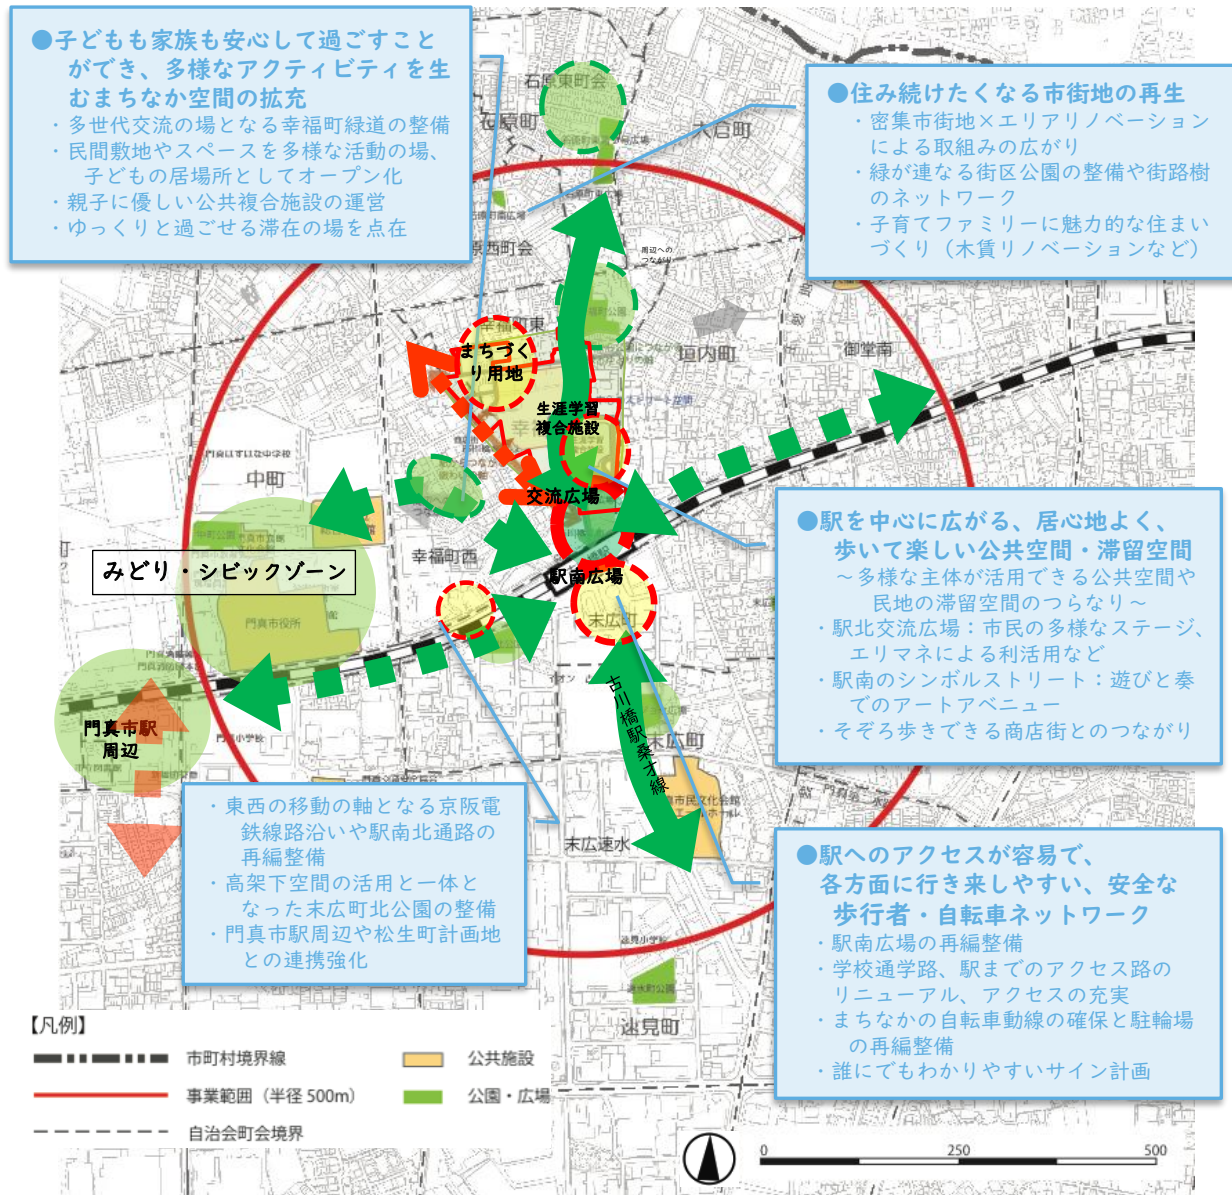 ●子どもも家族も安心して過ごすこと
ができ、多様なアクティビティを生
むまちなか空間の拡充
・多世代交流の場となる幸福町緑道の整備
・民間敷地やスペースを多様な活動の場、
子どもの居場所としてオープン化
・親子に優しい公共複合施設の運営
・ゆっくりと過ごせる滞在の場を点在
●住み続けたくなる市街地の再生
・密集市街地×エリアリノベーション
による取組みの広がり
・緑が連なる街区公園の整備や街路樹
のネットワーク
・子育てファミリーに魅力的な住まい
づくり（木賃リノベーションなど）
石原東町会
大倉町
周辺への
つながり
幸福町東
垣内町
御堂南
まちづく
り用地
生涯学習
複合施設
交流広場
門真はすはな中学校
中町
幸福町西
みどり・シビックゾーン
門真市役所
駅南広場
末広町
門真市駅
周辺
古川橋駅桑才線
末広町
末広速水
速見小学校
速見町
●駅を中心に広がる、居心地よく、
歩いて楽しい公共空間・滞留空間
～多様な主体が活用できる公共空間や
民地の滞留空間のつらなり～
・駅北交流広場：市民の多様なステージ、
エリマネによる利活用など
・駅南のシンボルストリート：遊びと奏
でのアートアベニュー
・そぞろ歩きできる商店街とのつながり
・東西の移動の軸となる京阪電
鉄線路沿いや駅南北通路の
再編整備
・高架下空間の活用と一体と
なった末広町北公園の整備
・門真市駅周辺や松生町計画地
との連携強化
●駅へのアクセスが容易で、
各方面に行き来しやすい、安全な
歩行者・自転車ネットワーク
・駅南広場の再編整備
・学校通学路、駅までのアクセス路の
リニューアル、アクセスの充実
・まちなかの自転車動線の確保と駐輪場
の再編整備
・誰にでもわかりやすいサイン計画
【凡例】
市町村境界線
公共施設
事業範囲（半径 500m）
公園・広場
自治会町会境界
0 250 500